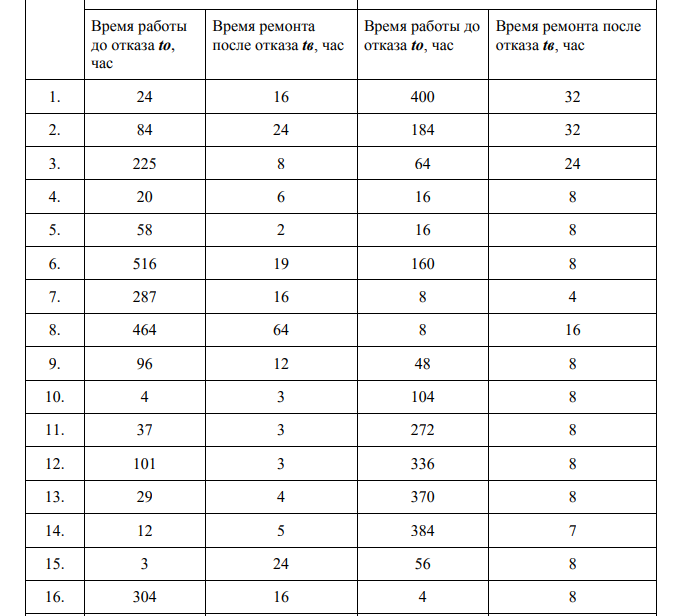 Время работы до отказа to, час
Время ремонта после отказа tв, час
Время работы до отказа to, час
Время ремонта после отказа tв, час
1. 24 16 400 32
2. 84 24 184 32
3. 225 8 64 24
4. 20 6 16 8
5. 58 2 16 8
6. 516 19 160 8
7. 287 16 8 4
8. 464 64 8 16
9. 96 12 48 8
10. 4 3 104 8
11. 37 3 272 8
12. 101 3 336 8
13. 29 4 370 8
14. 12 5 384 7
15. 3 24 56 8
16. 304 16 4 8